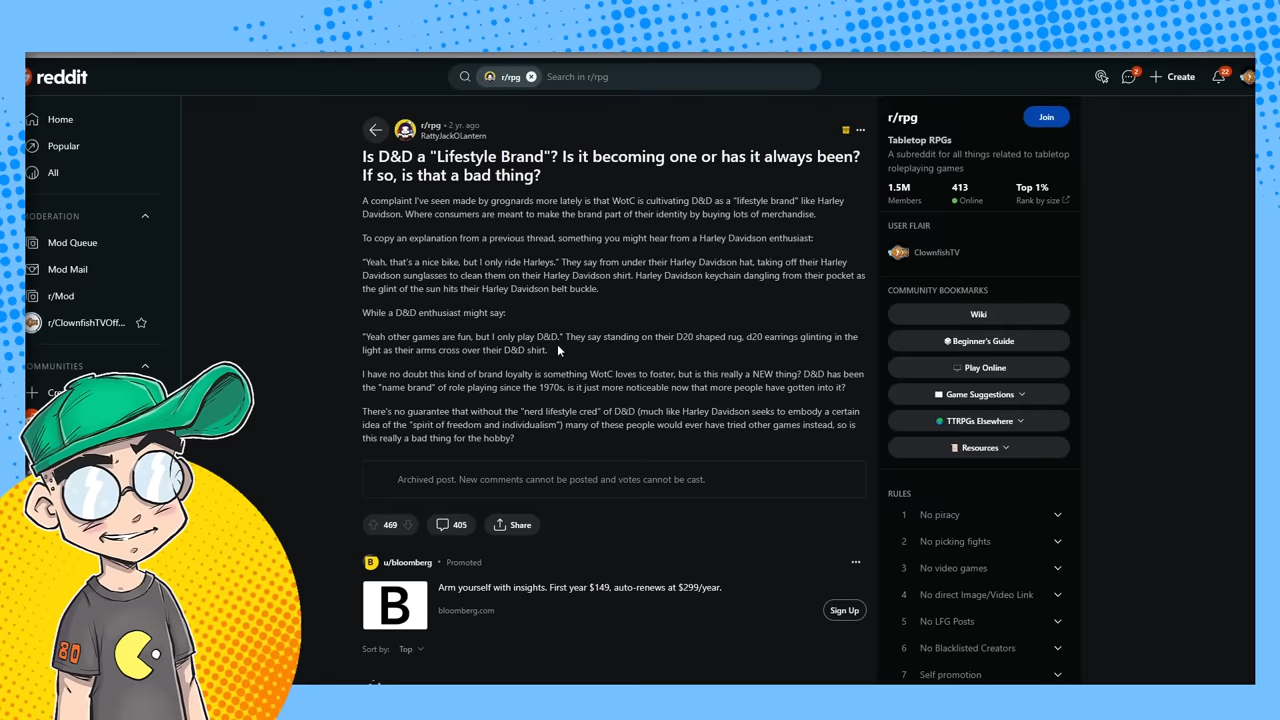 reddit
r/rpg
Search in r/rpg
2
Create
22
Home
Popular
All
MODERATION
Mod Queue
Mod Mail
r/Mod
r/ClownfishTVOff...
OMMUNITIES
r/rpg • 2 yr. ago
RattyJackOLantern
Is D&D a "Lifestyle Brand"? Is it becoming one or has it always been?
If so, is that a bad thing?
A complaint I've seen made by grognards more lately is that WotC is cultivating D&D as a "lifestyle brand" like Harley
Davidson. Where consumers are meant to make the brand part of their identity by buying lots of merchandise.
To copy an explanation from a previous thread, something you might hear from a Harley Davidson enthusiast:
"Yeah, that's a nice bike, but I only ride Harleys." They say from under their Harley Davidson hat, taking off their Harley
Davidson sunglasses to clean them on their Harley Davidson shirt. Harley Davidson keychain dangling from their pocket as
the glint of the sun hits their Harley Davidson belt buckle.
While a D&D enthusiast might say:
"Yeah other games are fun, but I only play D&D." They say standing on their D20 shaped rug, d20 earrings glinting in the
light as their arms cross over their D&D shirt.
I have no doubt this kind of brand loyalty is something WotC loves to foster, but is this really a NEW thing? D&D has been
the "name brand" of role playing since the 1970s, is it just more noticeable now that more people have gotten into it?
There's no guarantee that without the "nerd lifestyle cred" of D&D (much like Harley Davidson seeks to embody a certain
idea of the "spirit of freedom and individualism") many of these people would ever have tried other games instead, so is
this really a bad thing for the hobby?
Archived post. New comments cannot be posted and votes cannot be cast.
469
405
Share
u/bloomberg • Promoted
Arm yourself with insights. First year $149, auto-renews at $299/year.
bloomberg.com
Sign Up
B
Sort by: Top
r/rpg
Join
Tabletop RPGs
A subreddit for all things related to tabletop
roleplaying games
1.5M 413 Top 1%
Members Online Rank by size
USER FLAIR
ClownfishTV
COMMUNITY BOOKMARKS
Wiki
Beginner's Guide
Play Online
Game Suggestions
TTRPGs Elsewhere
Resources
RULES
1 No piracy
2 No picking fights
3 No video games
4 No direct Image/Video Link
5 No LFG Posts
6 No Blacklisted Creators
7 Self promotion
80